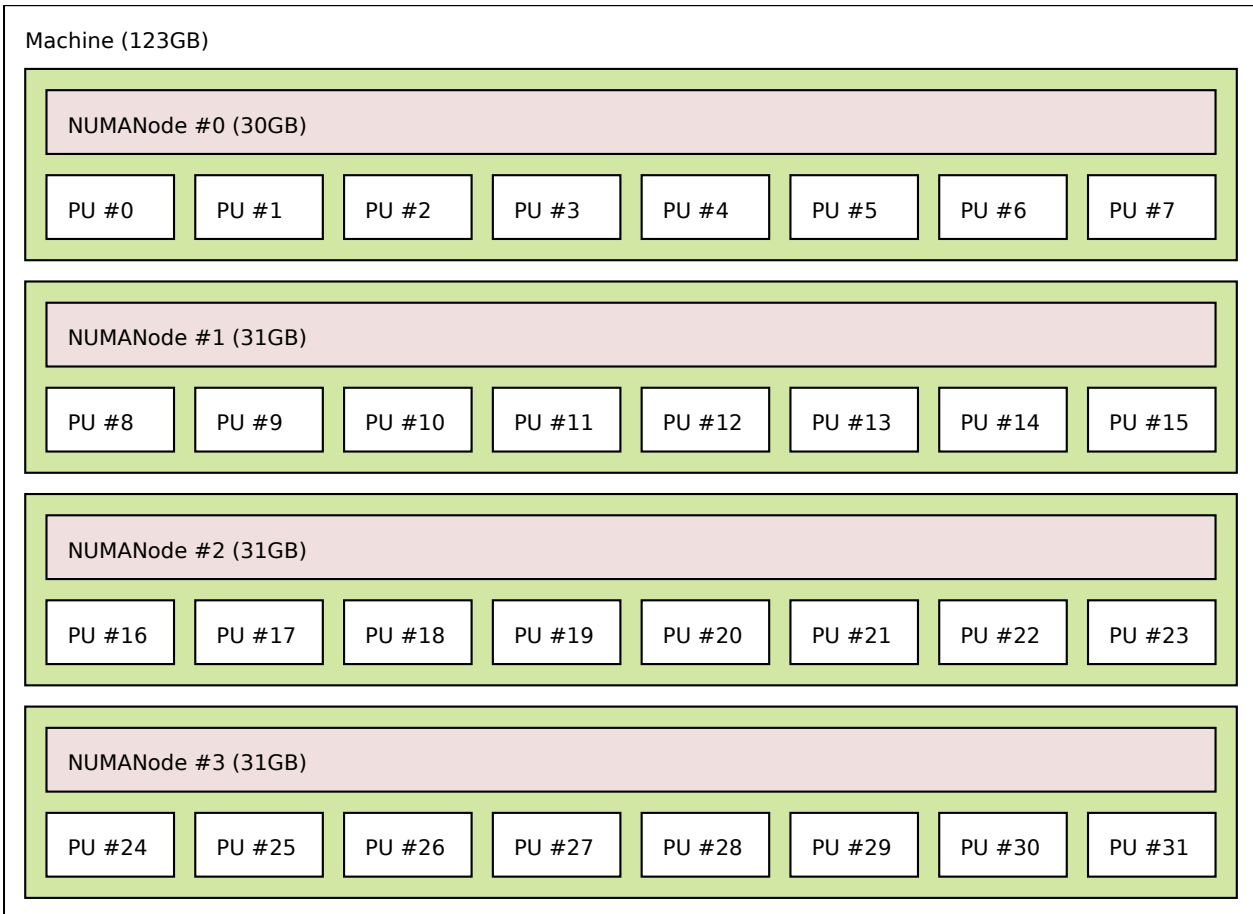 Machine (123GB)
NUMANode #0 (30GB)
PU #0 PU #1 PU #2 PU #3 PU #4 PU #5 PU #6 PU #7
NUMANode #1 (31GB)
PU #8 PU #9 PU #10 PU #11 PU #12 PU #13 PU #14 PU #15
NUMANode #2 (31GB)
PU #16 PU #17 PU #18 PU #19 PU #20 PU #21 PU #22 PU #23
NUMANode #3 (31GB)
PU #24 PU #25 PU #26 PU #27 PU #28 PU #29 PU #30 PU #31